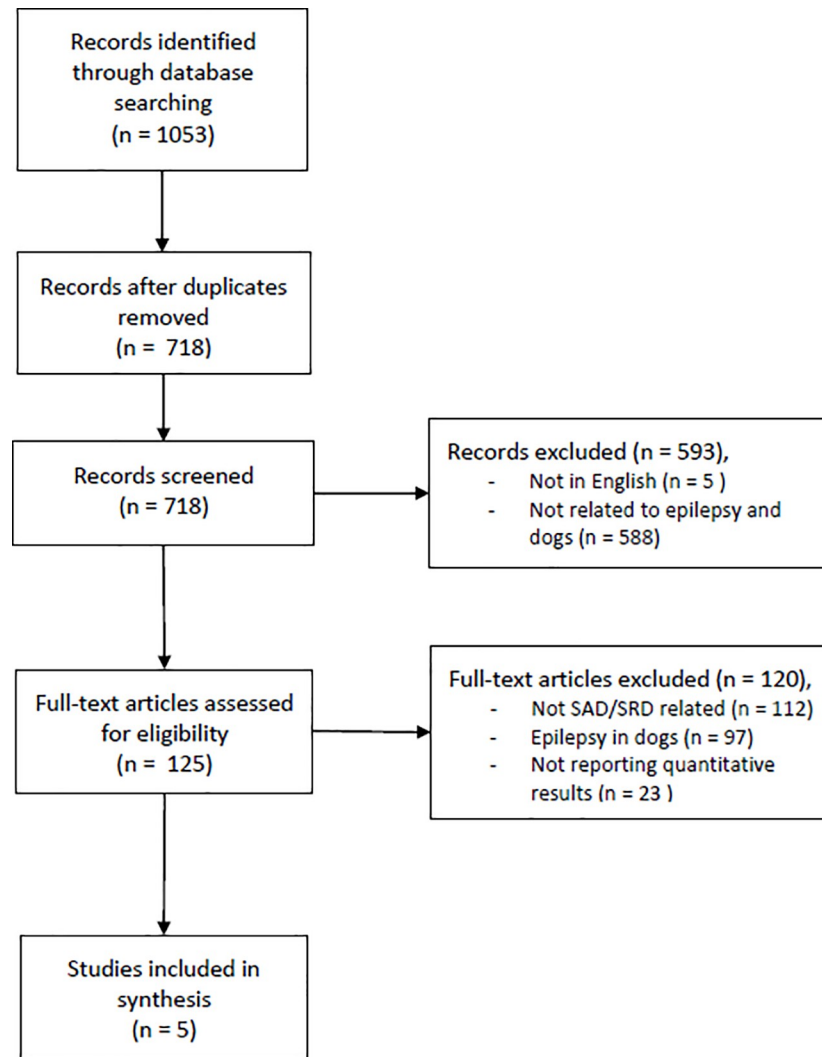 Records identified
through database
searching
(n = 1053)
Records after duplicates
removed
(n = 718)
Records screened
(n = 718)
Records excluded (n = 593),
- Not in English (n = 5 )
- Not related to epilepsy and
dogs (n = 588)
Full-text articles assessed
for eligibility
(n = 125)
Full-text articles excluded (n = 120),
- Not SAD/SRD related (n = 112)
- Epilepsy in dogs (n = 97)
- Not reporting quantitative
results (n = 23 )
Studies included in
synthesis
(n = 5)